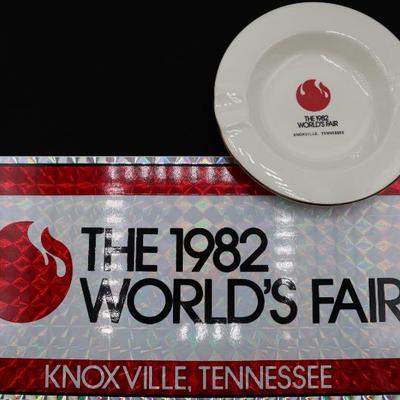 THE 1982
WORLD'S FAIR
KNOXVILLE, TENNESSEE
THE 1982
WORLD'S FAIR
KNOXVILLE, TENNESSEE